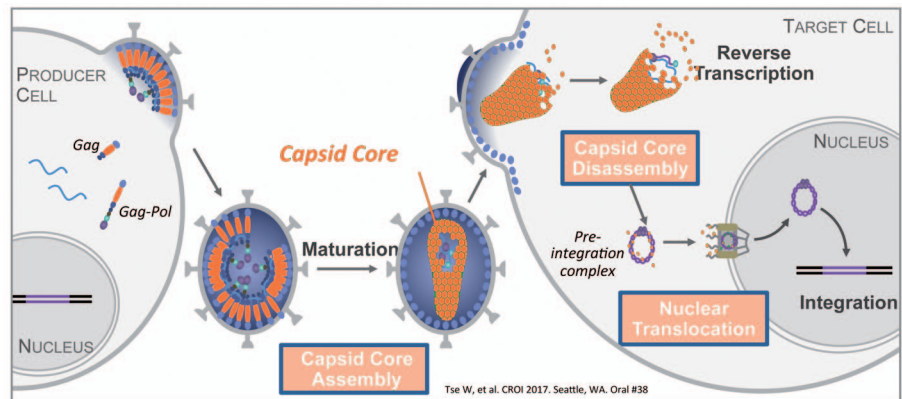 PRODUCER
CELL
Gag
Gag-Pol
NUCLEUS
Capsid Core
Maturation
Capsid Core
Assembly
TARGET CELL
Reverse
Transcription
Capsid Core
Disassembly
NUCLEUS
Pre-
integration
complex
Nuclear
Translocation
Integration
Tse W, et al. CROI 2017. Seattle, WA. Oral #38